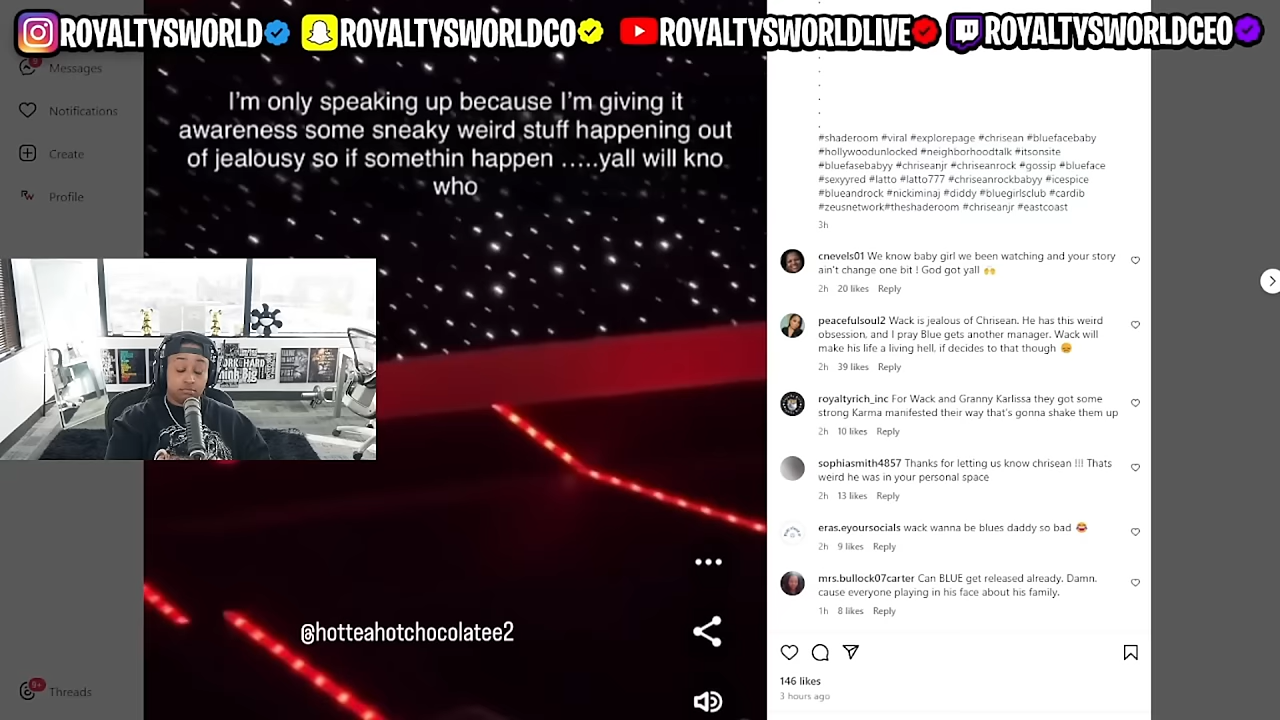 ROYALTYSWORLD
ROYALTYSWORLDCO
ROYALTYSWORLDLIVE
ROYALTYSWORLDCEO
Messages
Notifications
Create
Profile
9+
Threads
I'm only speaking up because I'm giving it
awareness some sneaky weird stuff happening out
of jealousy so if somethin happen .....yall will kno
who
@hotteahotchocolatee2
.
.
.
.
.
.
#shaderoom #viral #explorepage #chrisean #bluefacebaby
#hollywoodunlocked #neighborhoodtalk #itsonsite
#bluefasebabyy #chriseanjr #chriseanrock #gossip #blueface
#sexyyred #latto #latto777 #chriseanrockbabyy #icespice
#blueandrock #nickiminaj #diddy #bluegirlsclub #cardib
#zeusnetwork#theshaderoom #chriseanjr #eastcoast
3h
cnevels01 We know baby girl we been watching and your story
ain't change one bit ! God got yall 🙌
2h 20 likes Reply
peacefulsoul2 Wack is jealous of Chrisean. He has this weird
obsession, and I pray Blue gets another manager. Wack will
make his life a living hell, if decides to that though
2h 39 likes Reply
royaltyrich_inc For Wack and Granny Karlissa they got some
strong Karma manifested their way that's gonna shake them up
2h 10 likes Reply
sophiasmith4857 Thanks for letting us know chrisean !!! Thats
weird he was in your personal space
2h 13 likes Reply
eras.eyoursocials wack wanna be blues daddy so bad 😂
2h 9 likes Reply
mrs.bullock07carter Can BLUE get released already. Damn.
cause everyone playing in his face about his family.
1h 8 likes Reply
146 likes
3 hours ago